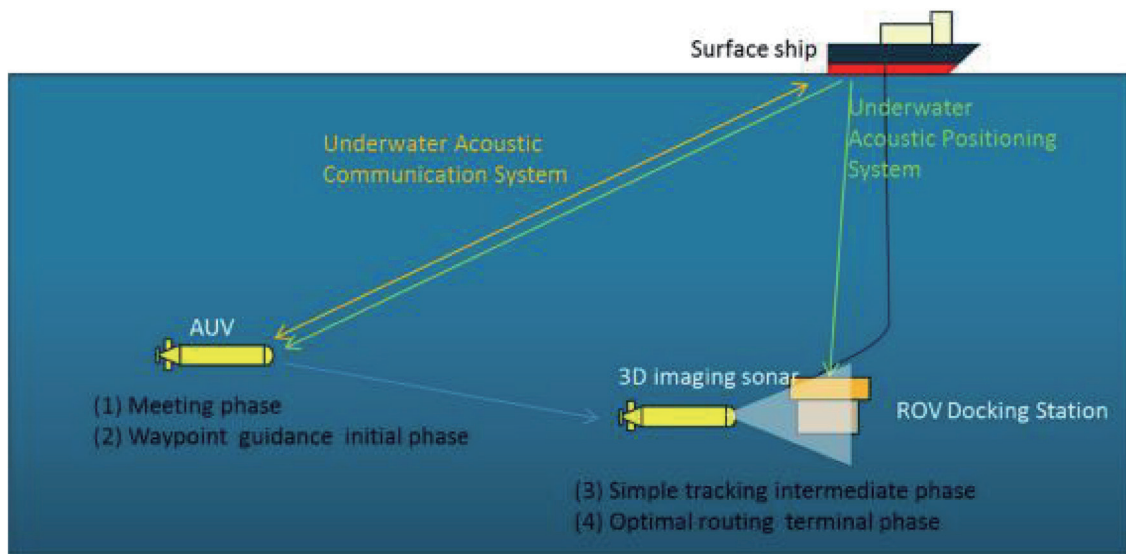 Surface ship
Underwater Acoustic
Communication System
Underwater
Acoustic Positioning
System
AUV
(1) Meeting phase
(2) Waypoint guidance initial phase
3D imaging sonar
ROV Docking Station
(3) Simple tracking intermediate phase
(4) Optimal routing terminal phase